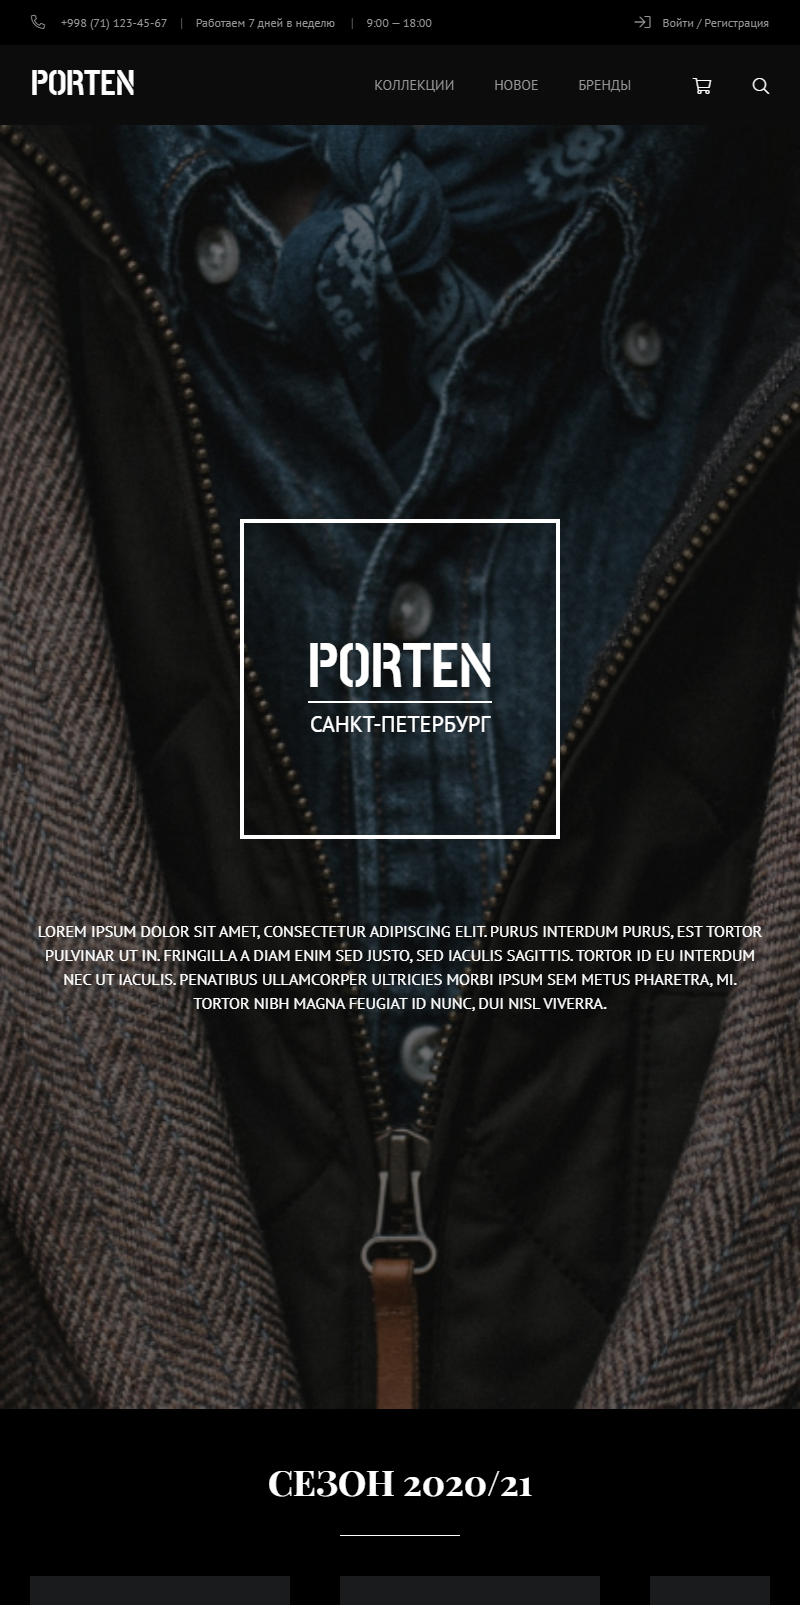 +998 (71) 123-45-67 | Работаем 7 дней в неделю | 9:00 — 18:00 Войти / Регистрация
PORTEN КОЛЛЕКЦИИ НОВОЕ БРЕНДЫ
PORTEN
САНКТ-ПЕТЕРБУРГ
LOREM IPSUM DOLOR SIT AMET, CONSECTETUR ADIPISCING ELIT. PURUS INTERDUM PURUS, EST TORTOR
PULVINAR UT IN. FRINGILLA A DIAM ENIM SED JUSTO, SED IACULIS SAGITTIS. TORTOR ID EU INTERDUM
NEC UT IACULIS. PENATIBUS ULLAMCORPER ULTRICIES MORBI IPSUM SEM METUS PHARETRA, MI.
TORTOR NIBH MAGNA FEUGIAT ID NUNC, DUI NISL VIVERRA.
СЕЗОН 2020/21